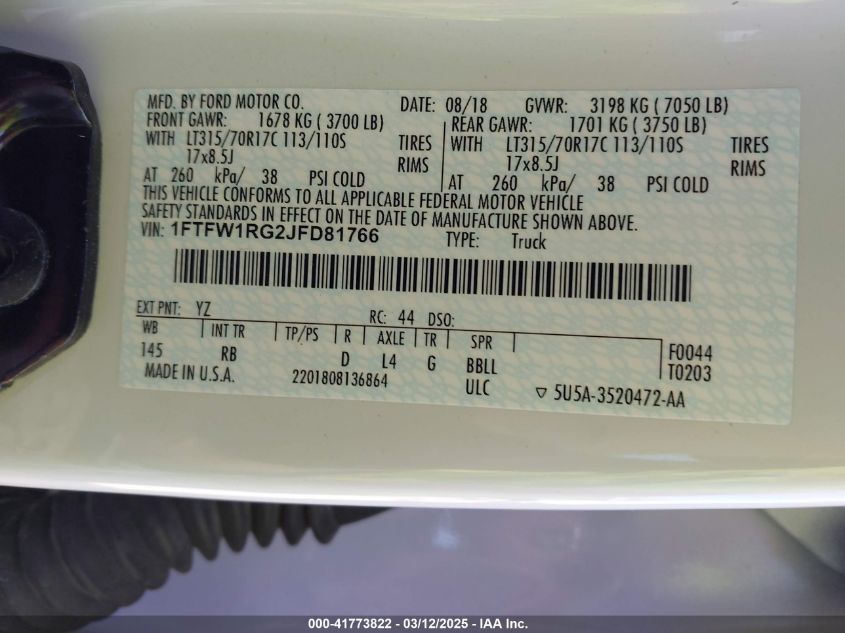 MFD. BY FORD MOTOR CO. DATE: 08/18 GVWR: 3198 KG ( 7050 LB)
FRONT GAWR: 1678 KG ( 3700 LB) REAR GAWR: 1701 KG ( 3750 LB)
WITH LT315/70R17C 113/110S TIRES WITH LT315/70R17C 113/110S TIRES
17x8.5J RIMS 17x8.5J RIMS
AT 260 kPa/ 38 PSI COLD AT 260 kPa/ 38 PSI COLD
THIS VEHICLE CONFORMS TO ALL APPLICABLE FEDERAL MOTOR VEHICLE
SAFETY STANDARDS IN EFFECT ON THE DATE OF MANUFACTURE SHOWN ABOVE.
VIN: 1FTFW1RG2JFD81766 TYPE: Truck
EXT PNT: YZ RC: 44 DSO:
WB INT TR TP/PS R AXLE TR SPR F0044
145 RB D L4 G BBLL T0203
MADE IN U.S.A. 2201808136864 ULC ▽ 5U5A-3520472-AA
000-41773822 - 03/12/2025 - IAA Inc.